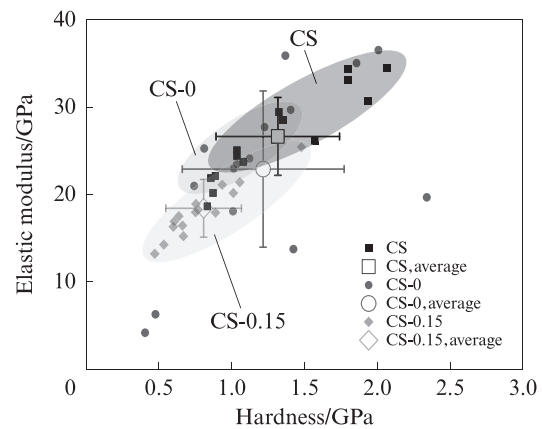 40
30
20
10
0
0.5
1.0
1.5
2.0
2.5
3.0
Elastic modulus/GPa
Hardness/GPa
CS
CS-0
CS-0.15
CS
CS,average
CS-0
CS-0,average
CS-0.15
CS-0.15,average